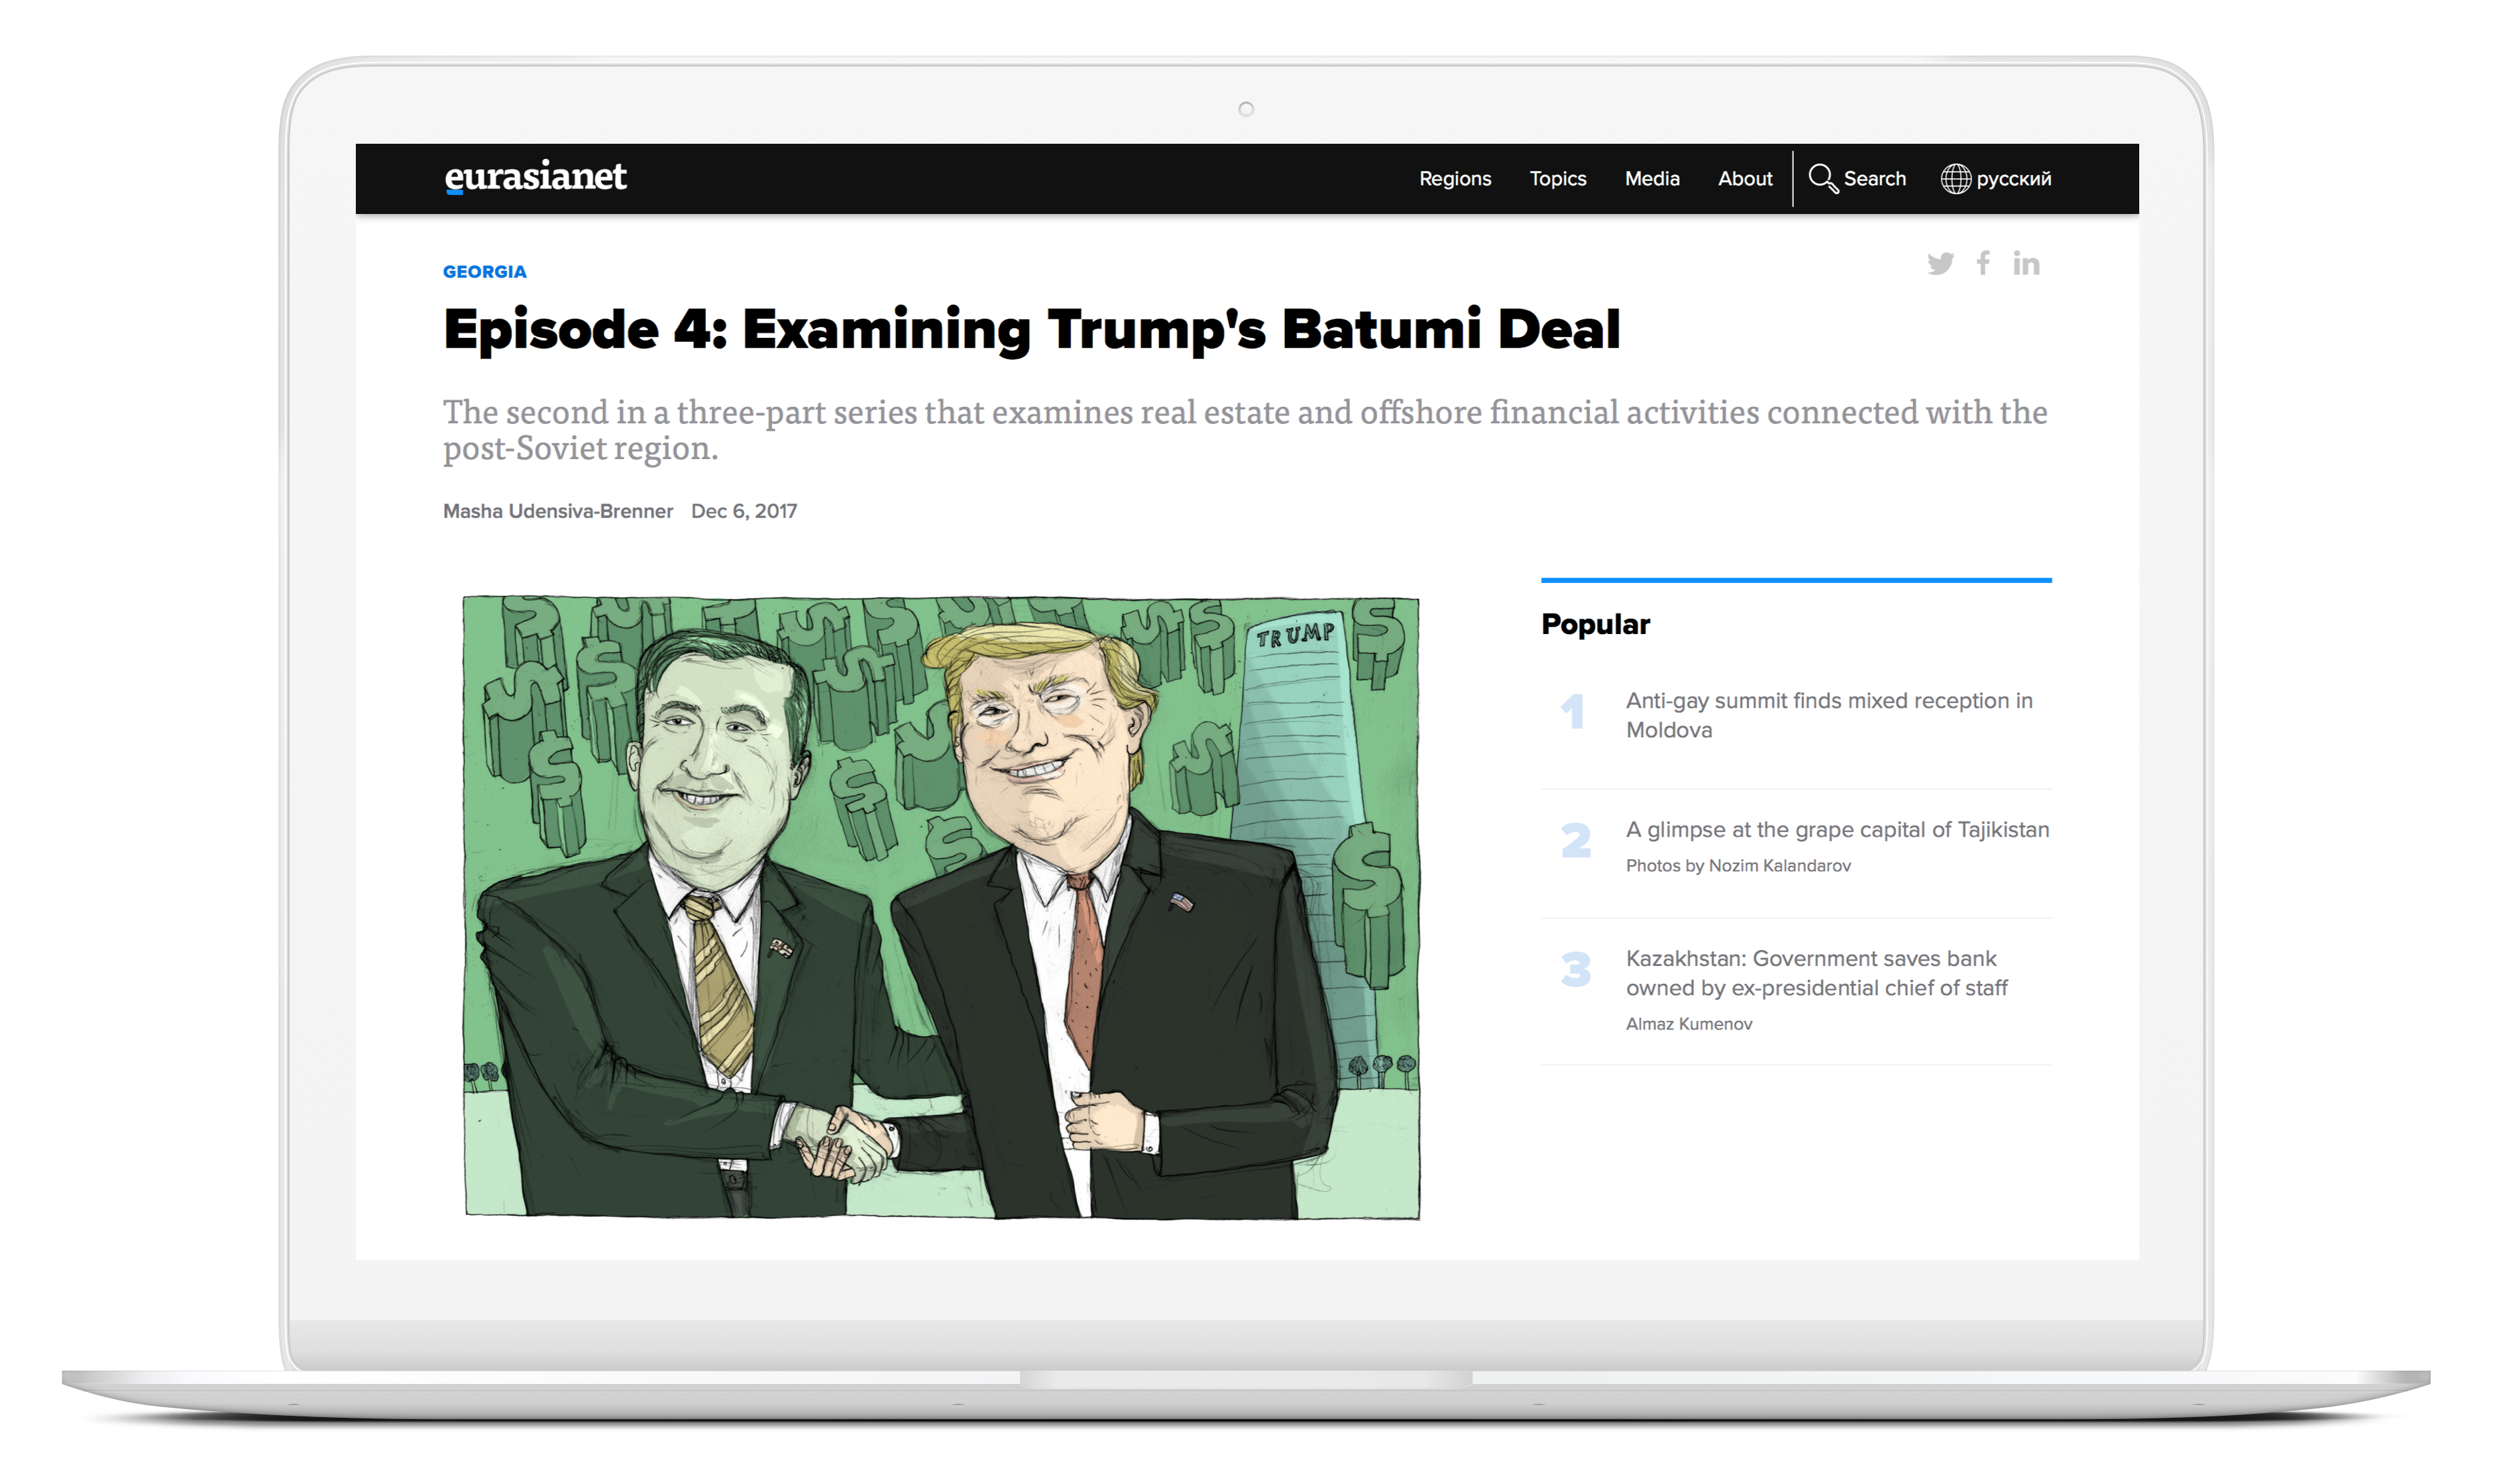 eurasianet
Regions Topics Media About Search русский
GEORGIA
Episode 4: Examining Trump's Batumi Deal
The second in a three-part series that examines real estate and offshore financial activities connected with the
post-Soviet region.
Masha Udensiva-Brenner Dec 6, 2017
TRUMP
Popular
1 Anti-gay summit finds mixed reception in
Moldova
2 A glimpse at the grape capital of Tajikistan
Photos by Nozim Kalandarov
3 Kazakhstan: Government saves bank
owned by ex-presidential chief of staff
Almaz Kumenov